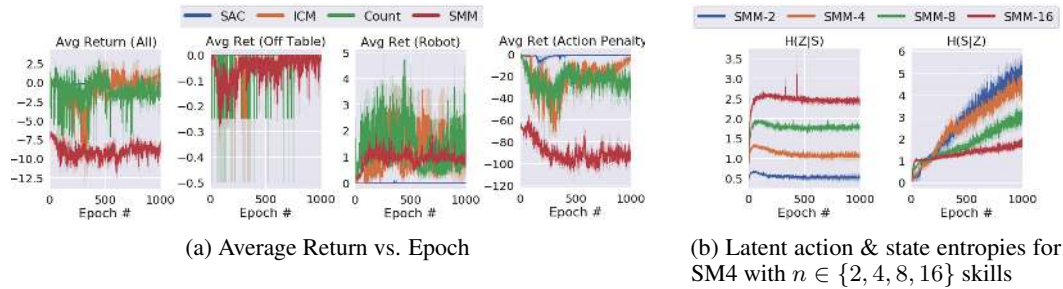 SAC ICM Count SMM
Avg Return (All)
2.5
0.0
−2.5
−5.0
−7.5
−10.0
−12.5
0 500 1000
Epoch #
Avg Ret (Off Table)
0.0
−0.1
−0.2
−0.3
−0.4
−0.5
0 500 1000
Epoch #
Avg Ret (Robot)
5
4
3
2
1
0
0 500 1000
Epoch #
Avg Ret (Action Penalty
0
−20
−40
−60
−80
−100
−120
0 500 1000
Epoch #
(a) Average Return vs. Epoch
SMM-2 SMM-4 SMM-8 SMM-16
H(Z|S)
3.5
3.0
2.5
2.0
1.5
1.0
0.5
0 500 1000
Epoch #
H(S|Z)
6
5
4
3
2
1
0
0 500 1000
Epoch #
(b) Latent action & state entropies for
SM4 with n ∈ {2, 4, 8, 16} skills